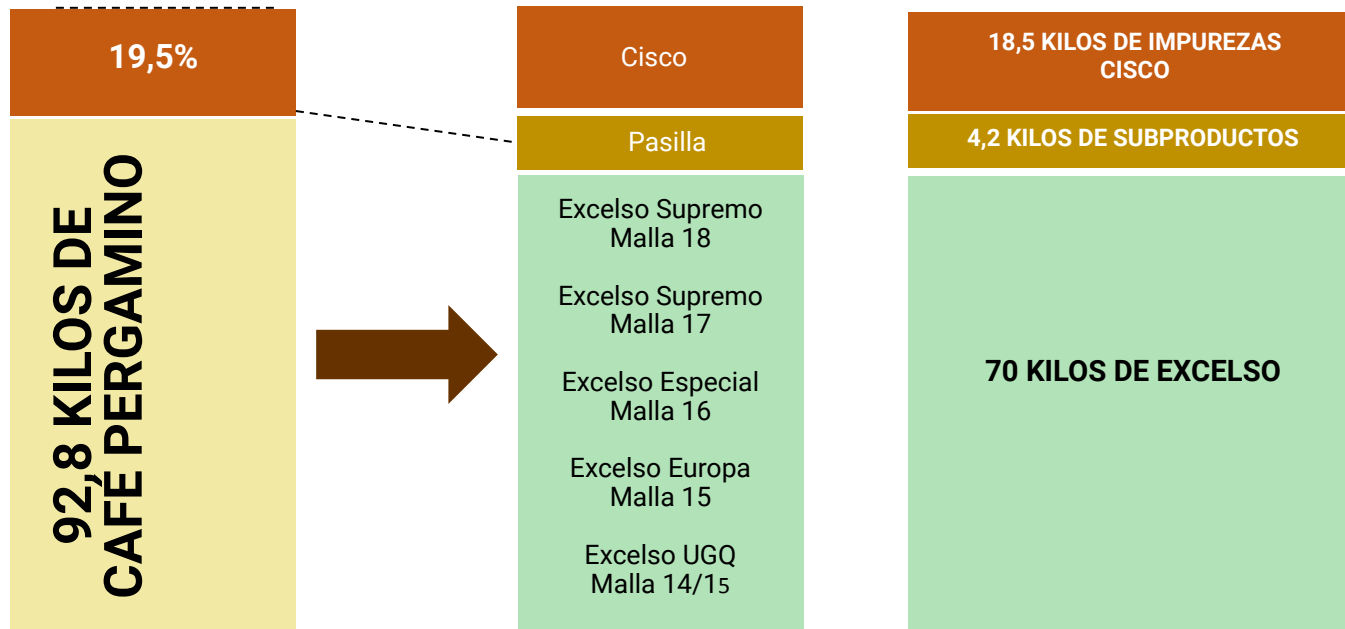 19,5%
92,8 KILOS DE
CAFÉ PERGAMINO
Cisco
Pasilla
Excelso Supremo
Malla 18
Excelso Supremo
Malla 17
Excelso Especial
Malla 16
Excelso Europa
Malla 15
Excelso UGQ
Malla 14/15
18,5 KILOS DE IMPUREZAS
CISCO
4,2 KILOS DE SUBPRODUCTOS
70 KILOS DE EXCELSO